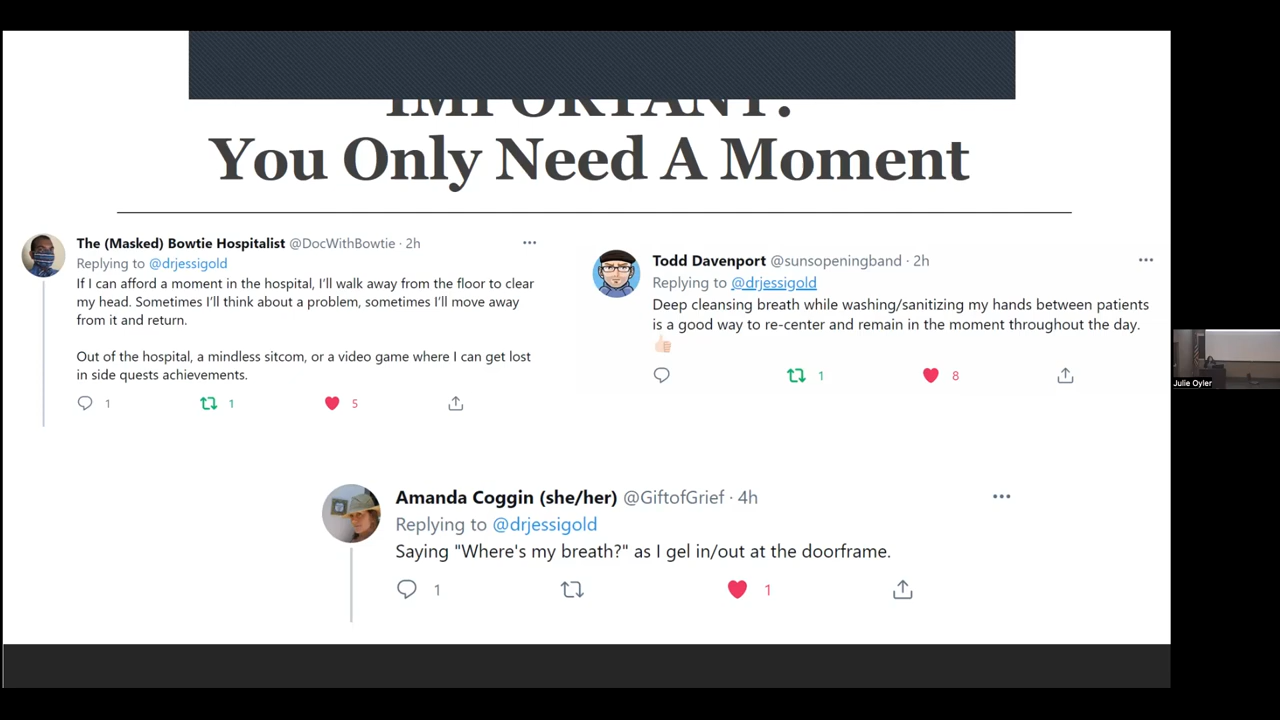 IMPORTANT:
You Only Need A Moment
The (Masked) Bowtie Hospitalist @DocWithBowtie · 2h
Replying to @drjessigold
If I can afford a moment in the hospital, I'll walk away from the floor to clear
my head. Sometimes I'll think about a problem, sometimes I'll move away
from it and return.
Out of the hospital, a mindless sitcom, or a video game where I can get lost
in side quests achievements.
1 1 5
Todd Davenport @sunsopeningband · 2h
Replying to @drjessigold
Deep cleansing breath while washing/sanitizing my hands between patients
is a good way to re-center and remain in the moment throughout the day.
👍🏻
1 8
Amanda Coggin (she/her) @GiftofGrief · 4h
Replying to @drjessigold
Saying "Where's my breath?" as I gel in/out at the doorframe.
1 1
Julie Oyler